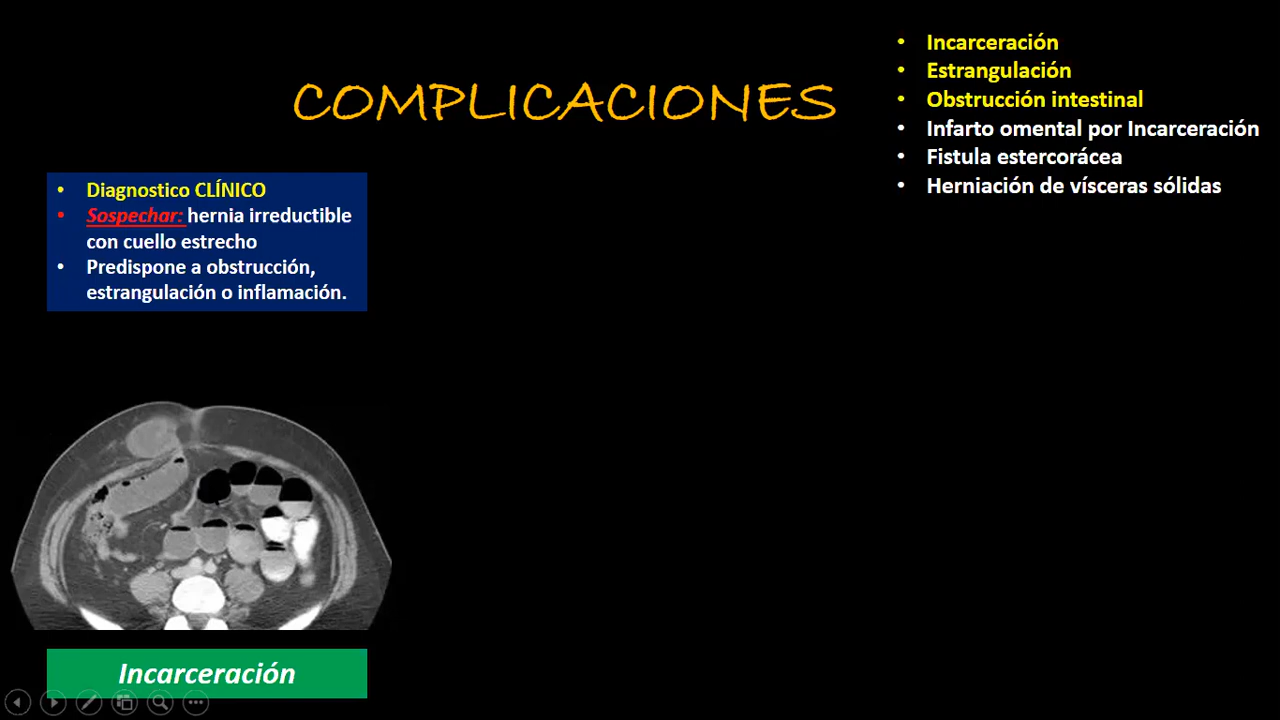 COMPLICACIONES
• Incarceración
• Estrangulación
• Obstrucción intestinal
• Infarto omental por Incarceración
• Fistula estercorácea
• Herniación de vísceras sólidas
• Diagnostico CLÍNICO
• Sospechar: hernia irreductible
con cuello estrecho
• Predispone a obstrucción,
estrangulación o inflamación.
Incarceración